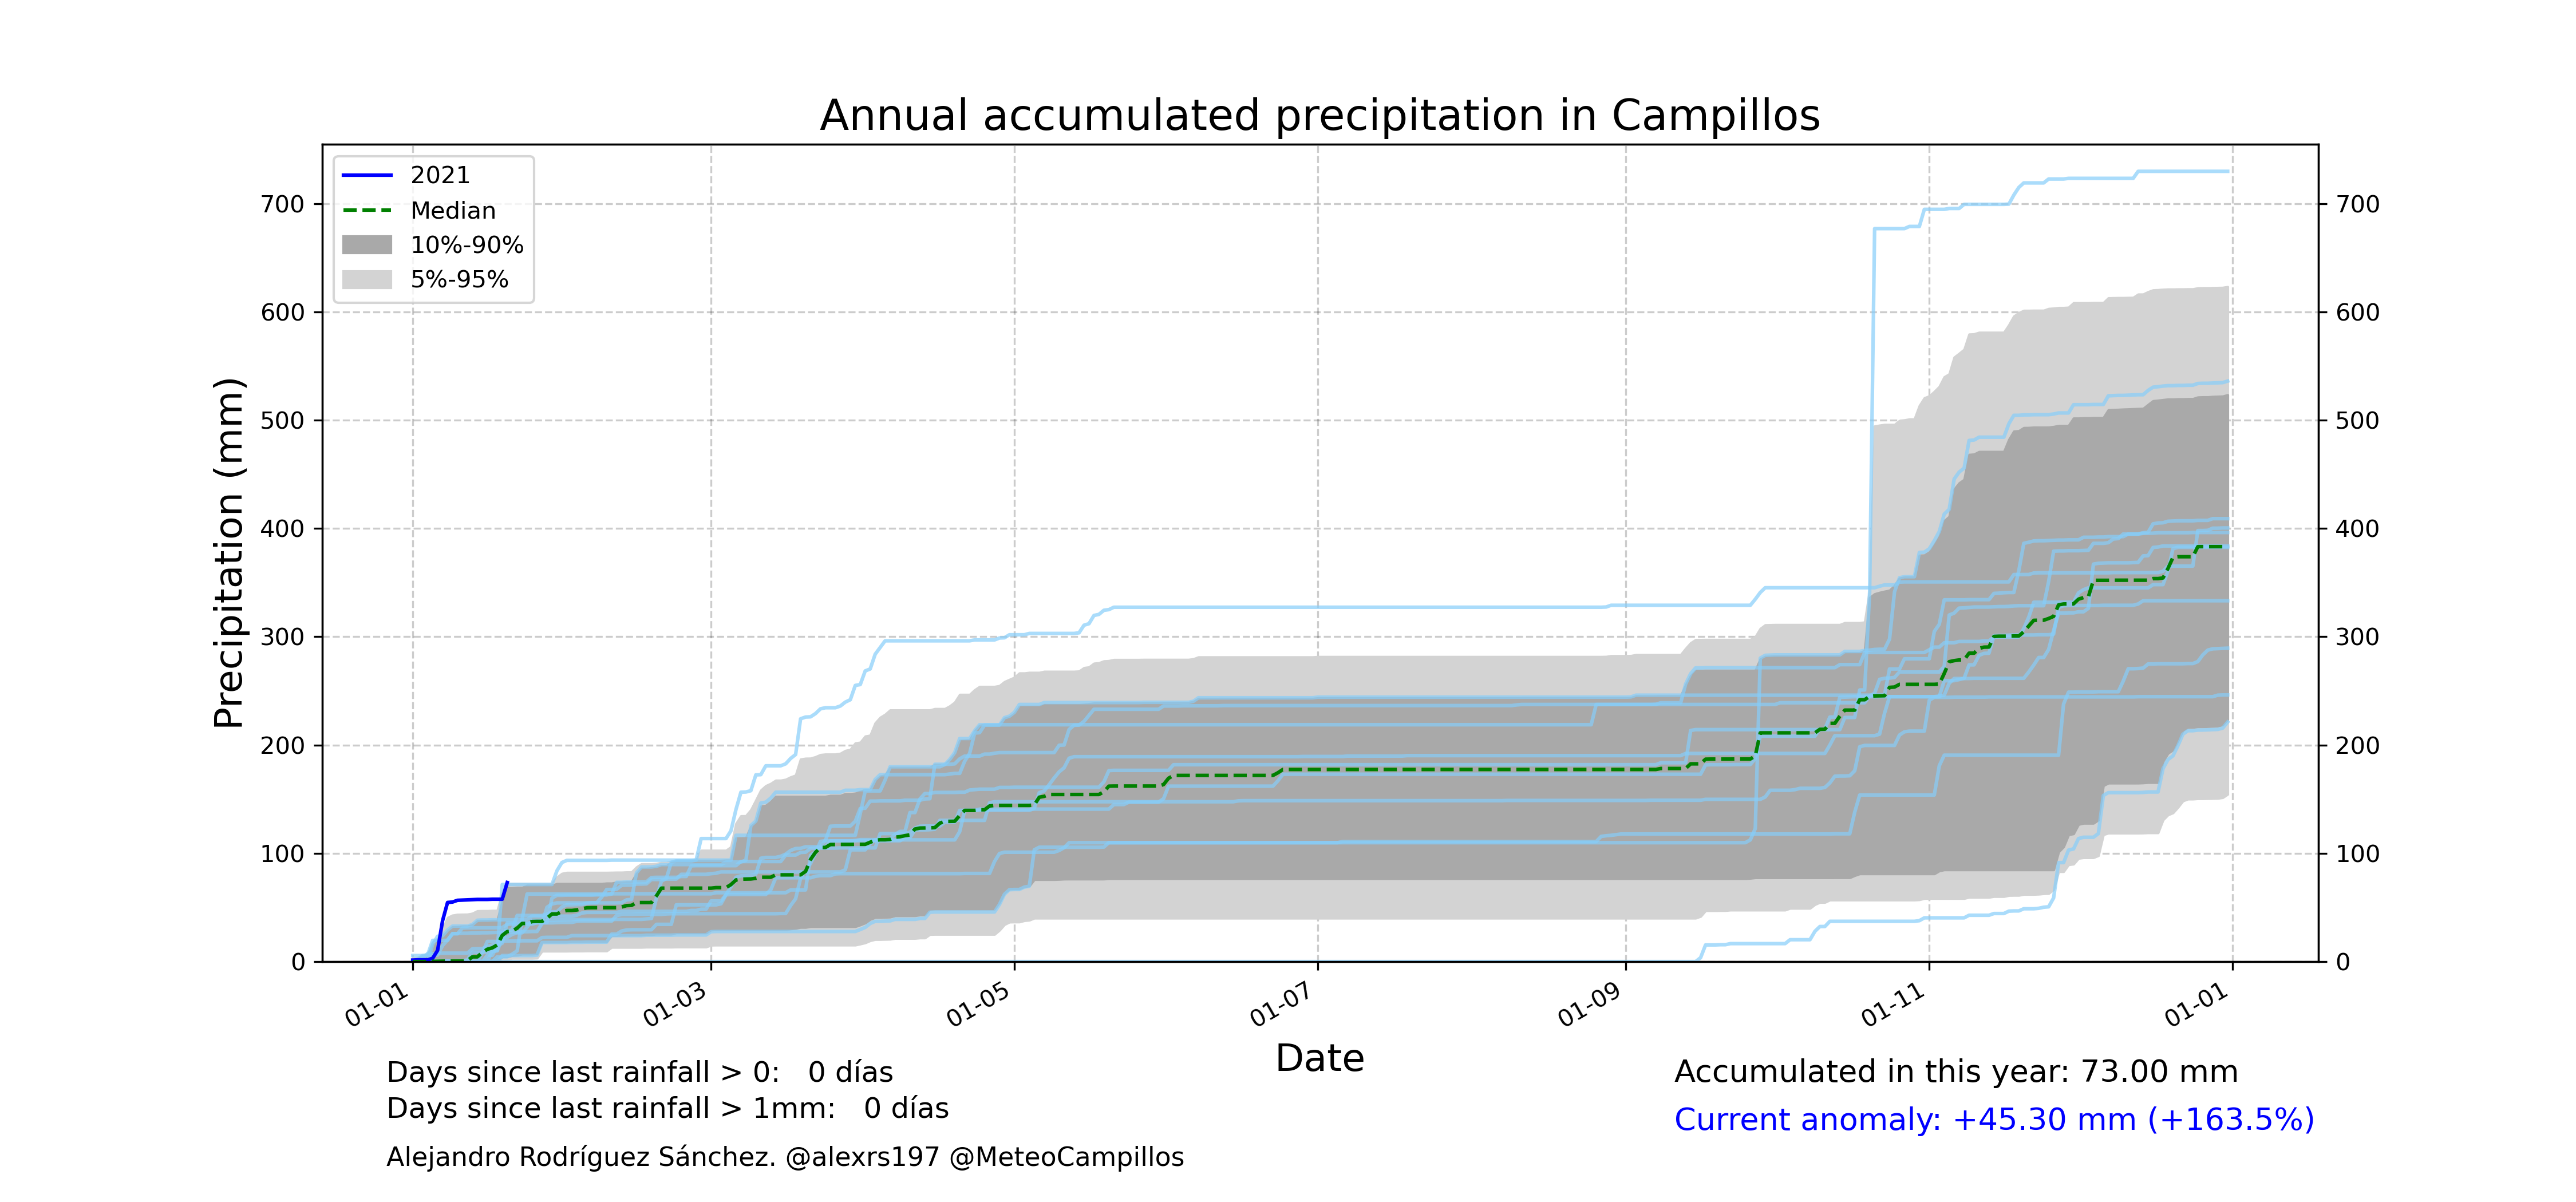 Annual accumulated precipitation in Campillos
2021
Median
10%-90%
5%-95%
Precipitation (mm)
700
600
500
400
300
200
100
0
700
600
500
400
300
200
100
0
01-01
01-03
01-05
01-07
01-09
01-11
01-01
Date
Days since last rainfall > 0:   0 días
Days since last rainfall > 1mm:   0 días
Alejandro Rodríguez Sánchez. @alexrs197 @MeteoCampillos
Accumulated in this year: 73.00 mm
Current anomaly: +45.30 mm (+163.5%)